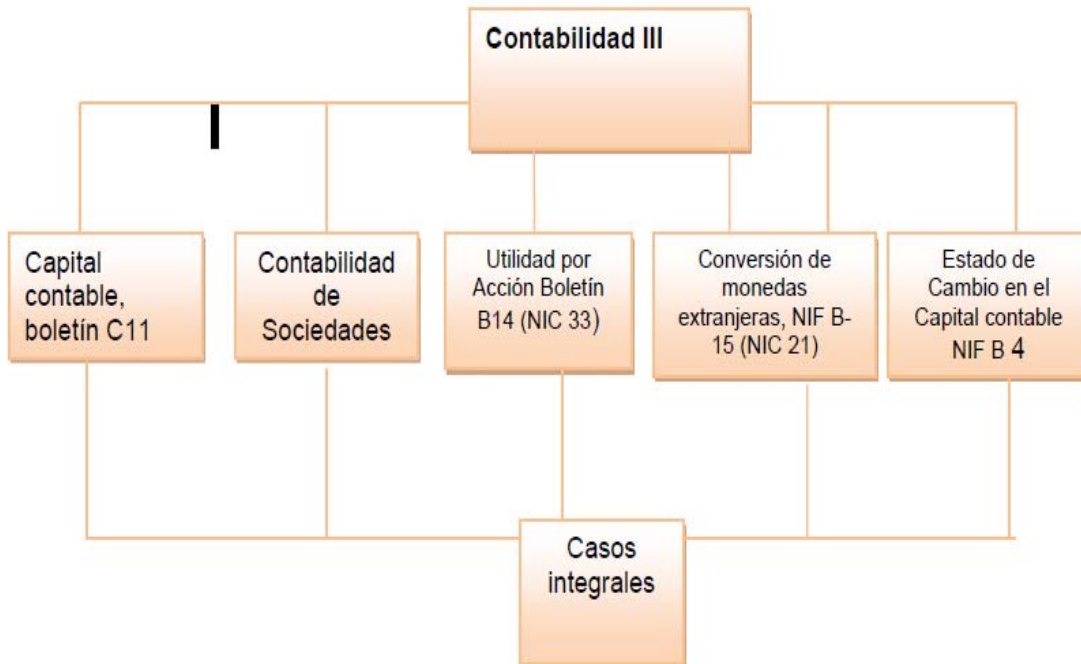 Contabilidad III
Capital
contable,
boletín C11
Contabilidad
de
Sociedades
Utilidad por
Acción Boletín
B14 (NIC 33)
Conversión de
monedas
extranjeras, NIF B-
15 (NIC 21)
Estado de
Cambio en el
Capital contable
NIF B 4
Casos
integrales